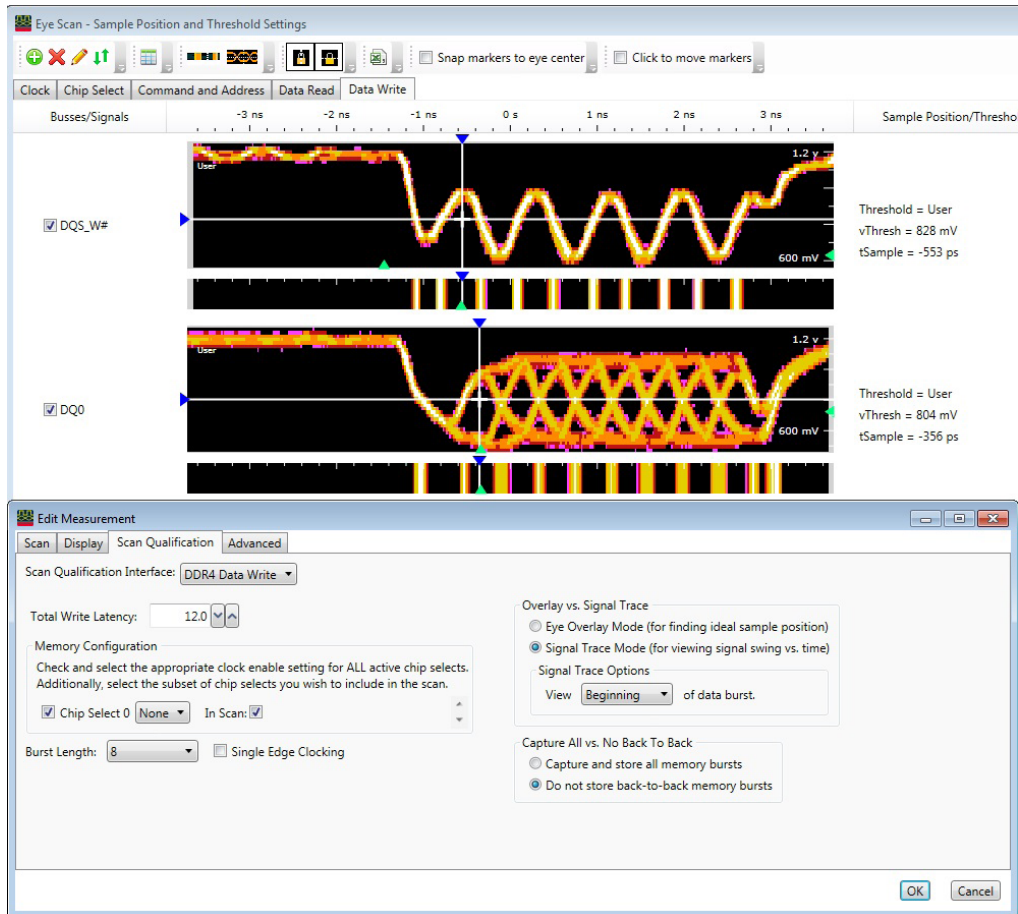 Eye Scan - Sample Position and Threshold Settings
Snap markers to eye center
Click to move markers
Clock
Chip Select
Command and Address
Data Read
Data Write
Busses/Signals
-3 ns
-2 ns
-1 ns
0 s
1 ns
2 ns
3 ns
Sample Position/Thresho
User
1.2 v
600 mV
DQS_W#
Threshold = User
vThresh = 828 mV
tSample = -553 ps
User
1.2 v
600 mV
DQ0
Threshold = User
vThresh = 804 mV
tSample = -356 ps
Edit Measurement
Scan
Display
Scan Qualification
Advanced
Scan Qualification Interface: DDR4 Data Write
Total Write Latency: 12.0
Memory Configuration
Check and select the appropriate clock enable setting for ALL active chip selects.
Additionally, select the subset of chip selects you wish to include in the scan.
Chip Select 0 None In Scan:
Burst Length: 8 Single Edge Clocking
Overlay vs. Signal Trace
Eye Overlay Mode (for finding ideal sample position)
Signal Trace Mode (for viewing signal swing vs. time)
Signal Trace Options
View Beginning of data burst.
Capture All vs. No Back To Back
Capture and store all memory bursts
Do not store back-to-back memory bursts
OK
Cancel